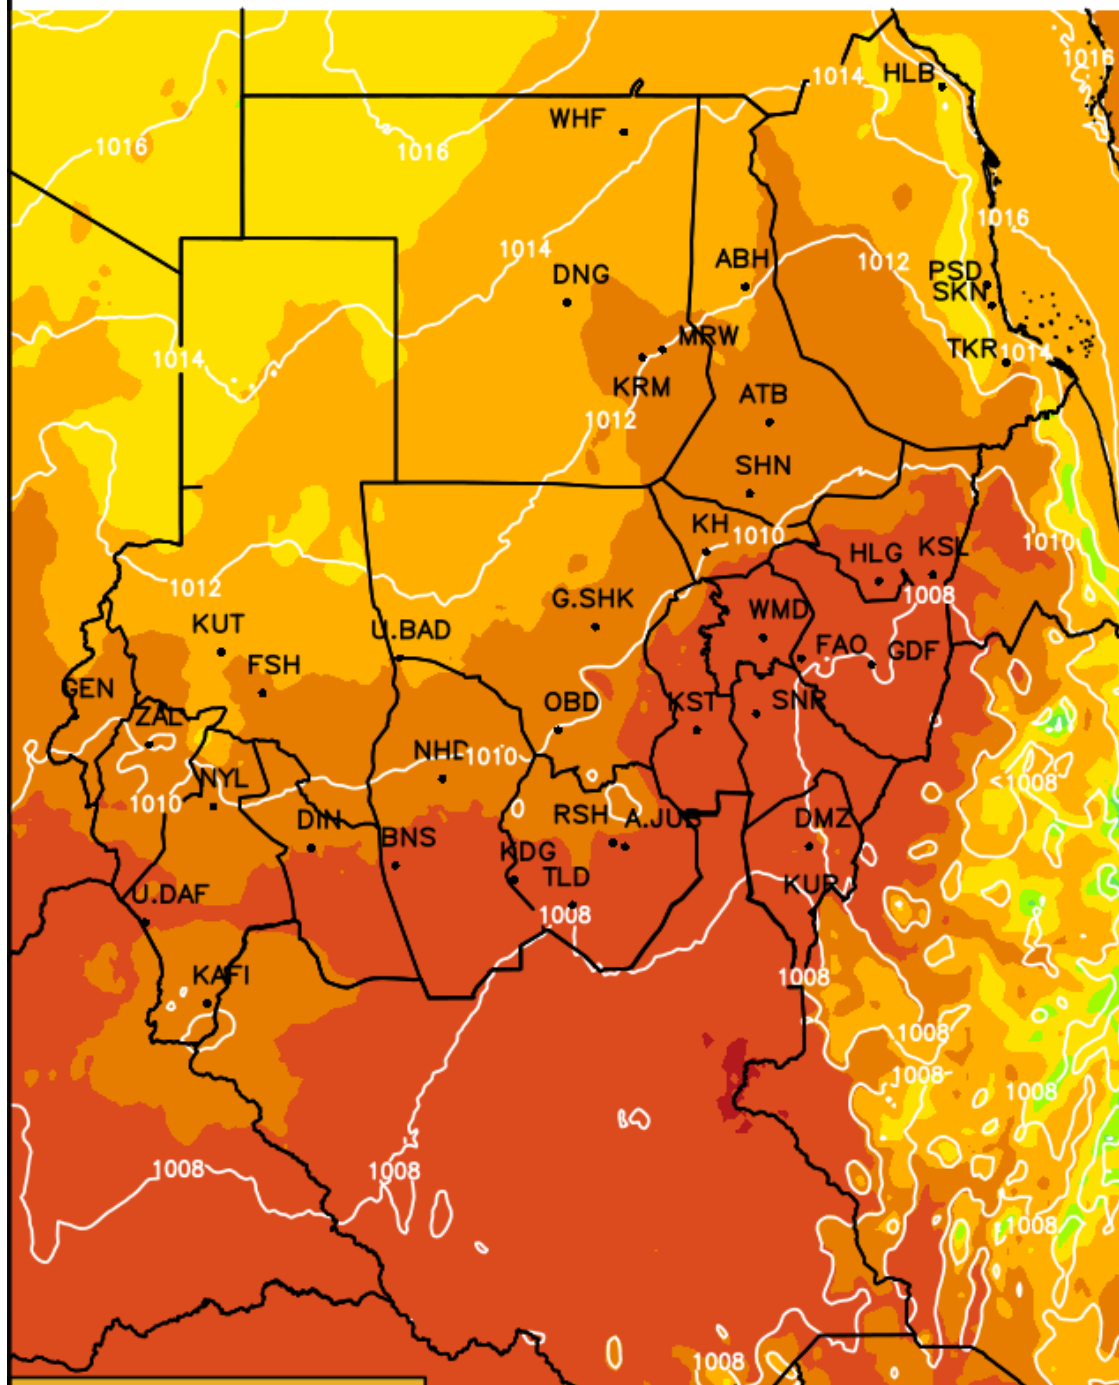 1016
HLB
1014
WHF
1016
1016
1016
1014
ABH
1012
PSD
DNG
SKN
MRW
TKR
1014
1014
KRM
ATB
1012
SHN
KH
1010
1010
HLG
KSL
1012
G.SHK
1008
WMD
KUT
U.BAD
FAO
GDF
FSH
GEN
OBD
KST
SNR
ZAL
NHD
1010
NYL
<1008
1010
RSH
A.JUB
DMZ
DIN
BNS
KDG
TLD
KUR
U.DAF
1008
KAFI
1008
1008
1008
1008
1008
1008
1008
1008